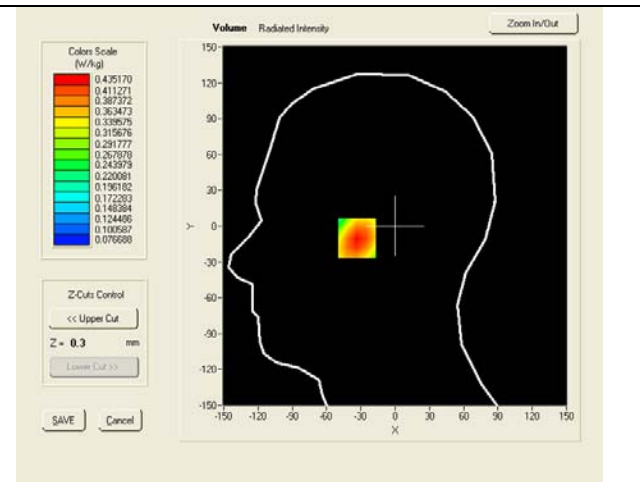 Volume Radiated Intensity
Zoom In/Out
Colors Scale
(W/kg)
0.435170
0.411271
0.387372
0.363473
0.339575
0.315676
0.291777
0.267878
0.243979
0.220081
0.196182
0.172283
0.148384
0.124486
0.100587
0.076688
Z-Cuts Control
<< Upper Cut
Z = 0.3 mm
Lower Cut >>
SAVE Cancel
150
120
90
60
30
0
-30
-60
-90
-120
-150
Y
-150 -120 -90 -60 -30 0 30 60 90 120 150
X